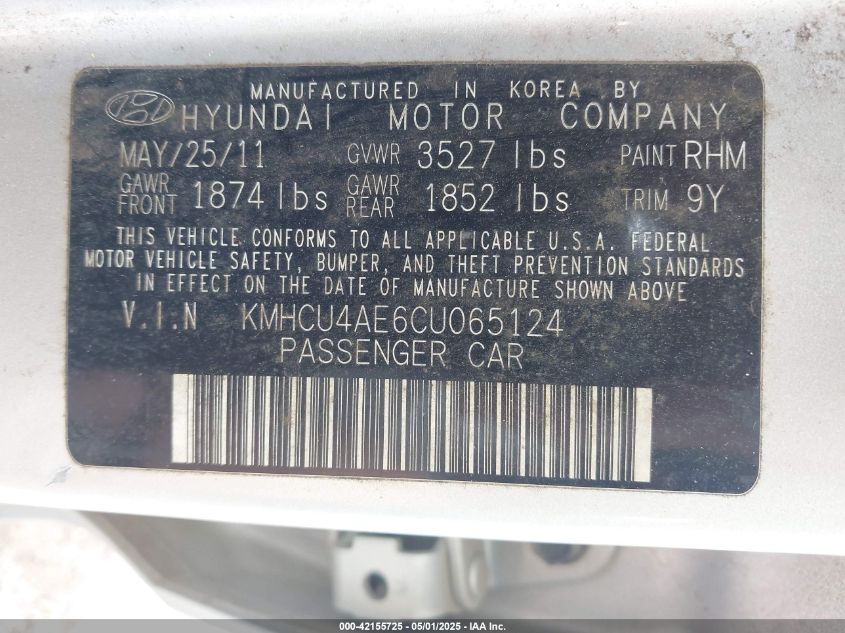 MANUFACTURED IN KOREA BY
HYUNDAI MOTOR COMPANY
MAY/25/11 GVWR 3527 lbs PAINT RHM
GAWR FRONT 1874 lbs GAWR REAR 1852 lbs TRIM 9Y
THIS VEHICLE CONFORMS TO ALL APPLICABLE U.S.A. FEDERAL
MOTOR VEHICLE SAFETY, BUMPER, AND THEFT PREVENTION STANDARDS
IN EFFECT ON THE DATE OF MANUFACTURE SHOWN ABOVE
V.I.N KMHCU4AE6CU065124
PASSENGER CAR
000-42155725 - 05/01/2025 - IAA Inc.